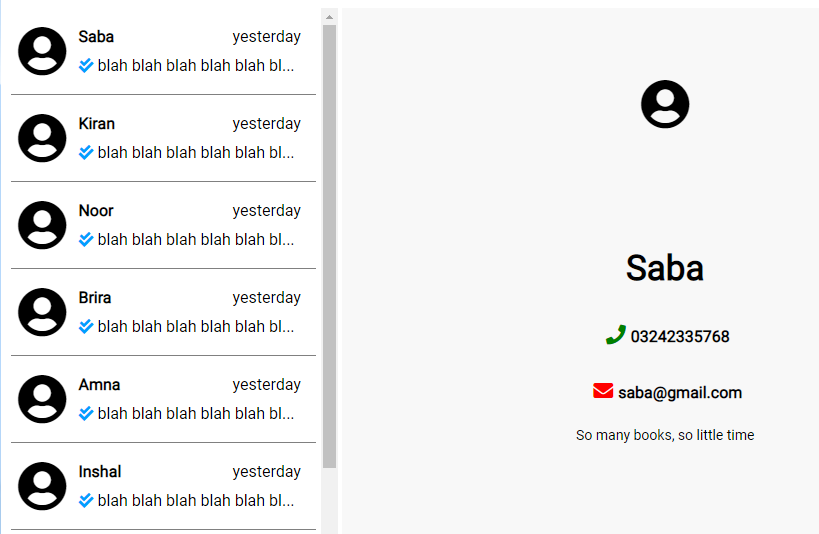 Saba yesterday
blah blah blah blah blah bl...
Kiran yesterday
blah blah blah blah blah bl...
Noor yesterday
blah blah blah blah blah bl...
Brira yesterday
blah blah blah blah blah bl...
Amna yesterday
blah blah blah blah blah bl...
Inshal yesterday
blah blah blah blah blah bl...
Saba
03242335768
saba@gmail.com
So many books, so little time